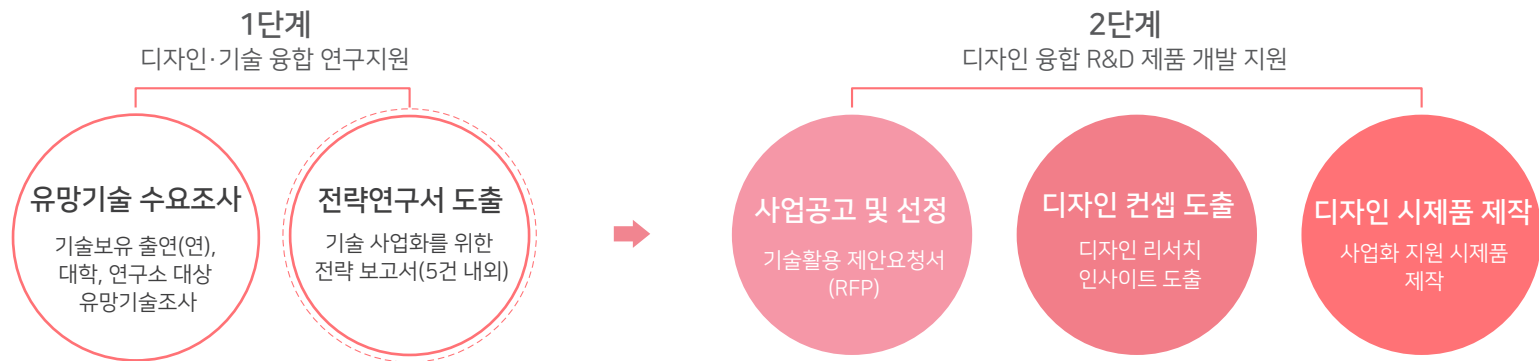 1단계
디자인·기술 융합 연구지원
유망기술 수요조사
기술보유 출연(연),
대학, 연구소 대상
유망기술조사
전략연구서 도출
기술 사업화를 위한
전략 보고서(5건 내외)
2단계
디자인 융합 R&D 제품 개발 지원
사업공고 및 선정
기술활용 제안요청서
(RFP)
디자인 컨셉 도출
디자인 리서치
인사이트 도출
디자인 시제품 제작
사업화 지원 시제품
제작